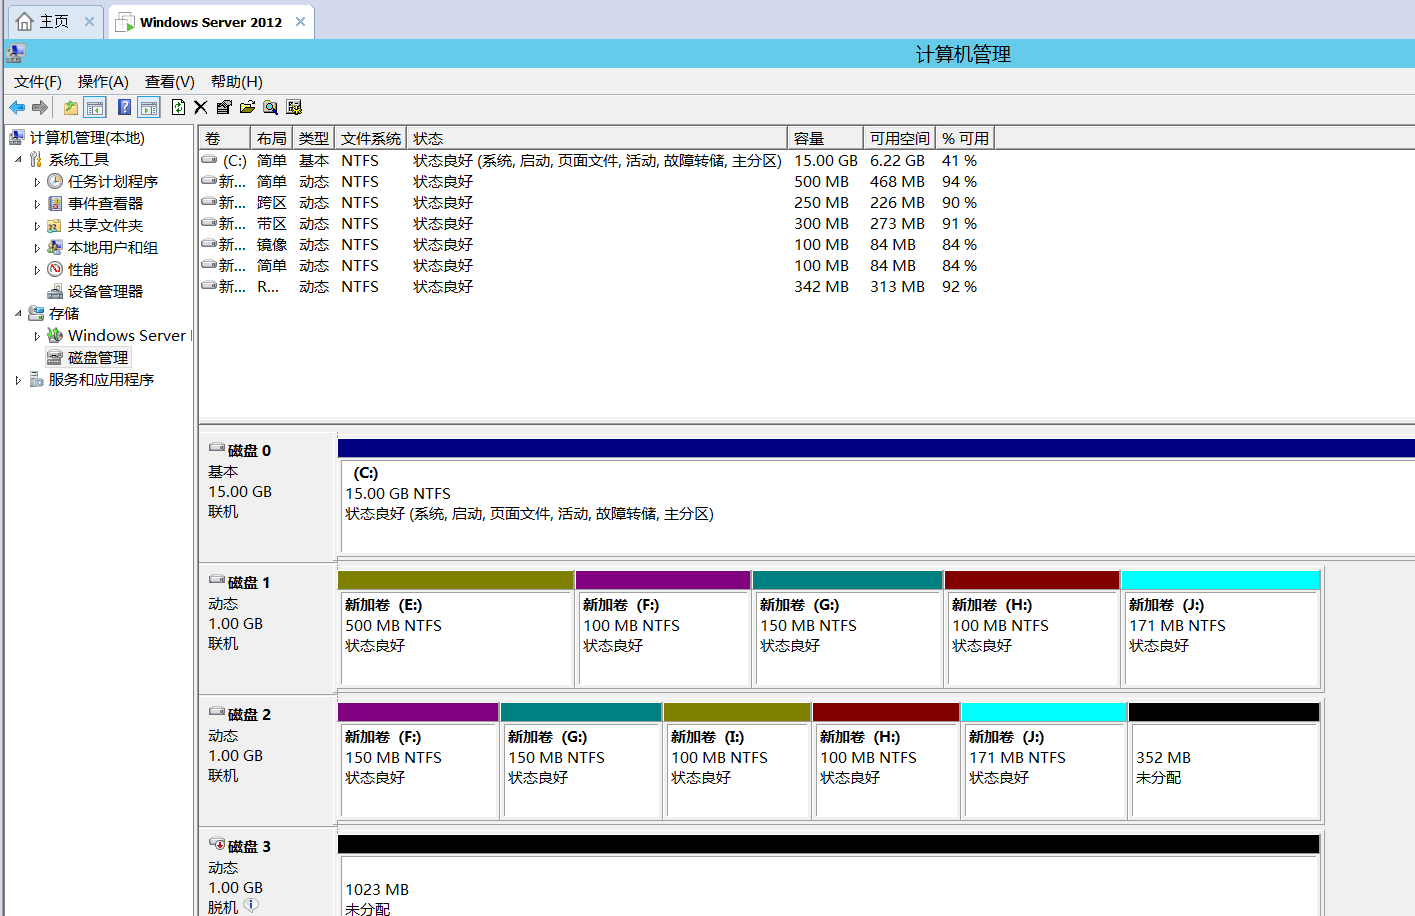 主页
Windows Server 2012
计算机管理
文件(F) 操作(A) 查看(V) 帮助(H)
计算机管理(本地)
系统工具
任务计划程序
事件查看器
共享文件夹
本地用户和组
性能
设备管理器
存储
Windows Server
磁盘管理
服务和应用程序
卷 布局 类型 文件系统 状态 容量 可用空间 % 可用
(C:) 简单 基本 NTFS 状态良好 (系统, 启动, 页面文件, 活动, 故障转储, 主分区) 15.00 GB 6.22 GB 41 %
新... 简单 动态 NTFS 状态良好 500 MB 468 MB 94 %
新... 跨区 动态 NTFS 状态良好 250 MB 226 MB 90 %
新... 带区 动态 NTFS 状态良好 300 MB 273 MB 91 %
新... 镜像 动态 NTFS 状态良好 100 MB 84 MB 84 %
新... 简单 动态 NTFS 状态良好 100 MB 84 MB 84 %
新... R... 动态 NTFS 状态良好 342 MB 313 MB 92 %
磁盘 0
基本
15.00 GB
联机
(C:)
15.00 GB NTFS
状态良好 (系统, 启动, 页面文件, 活动, 故障转储, 主分区)
磁盘 1
动态
1.00 GB
联机
新加卷 (E:)
500 MB NTFS
状态良好
新加卷 (F:)
100 MB NTFS
状态良好
新加卷 (G:)
150 MB NTFS
状态良好
新加卷 (H:)
100 MB NTFS
状态良好
新加卷 (J:)
171 MB NTFS
状态良好
磁盘 2
动态
1.00 GB
联机
新加卷 (F:)
150 MB NTFS
状态良好
新加卷 (G:)
150 MB NTFS
状态良好
新加卷 (I:)
100 MB NTFS
状态良好
新加卷 (H:)
100 MB NTFS
状态良好
新加卷 (J:)
171 MB NTFS
状态良好
352 MB
未分配
磁盘 3
动态
1.00 GB
脱机
1023 MB
未分配